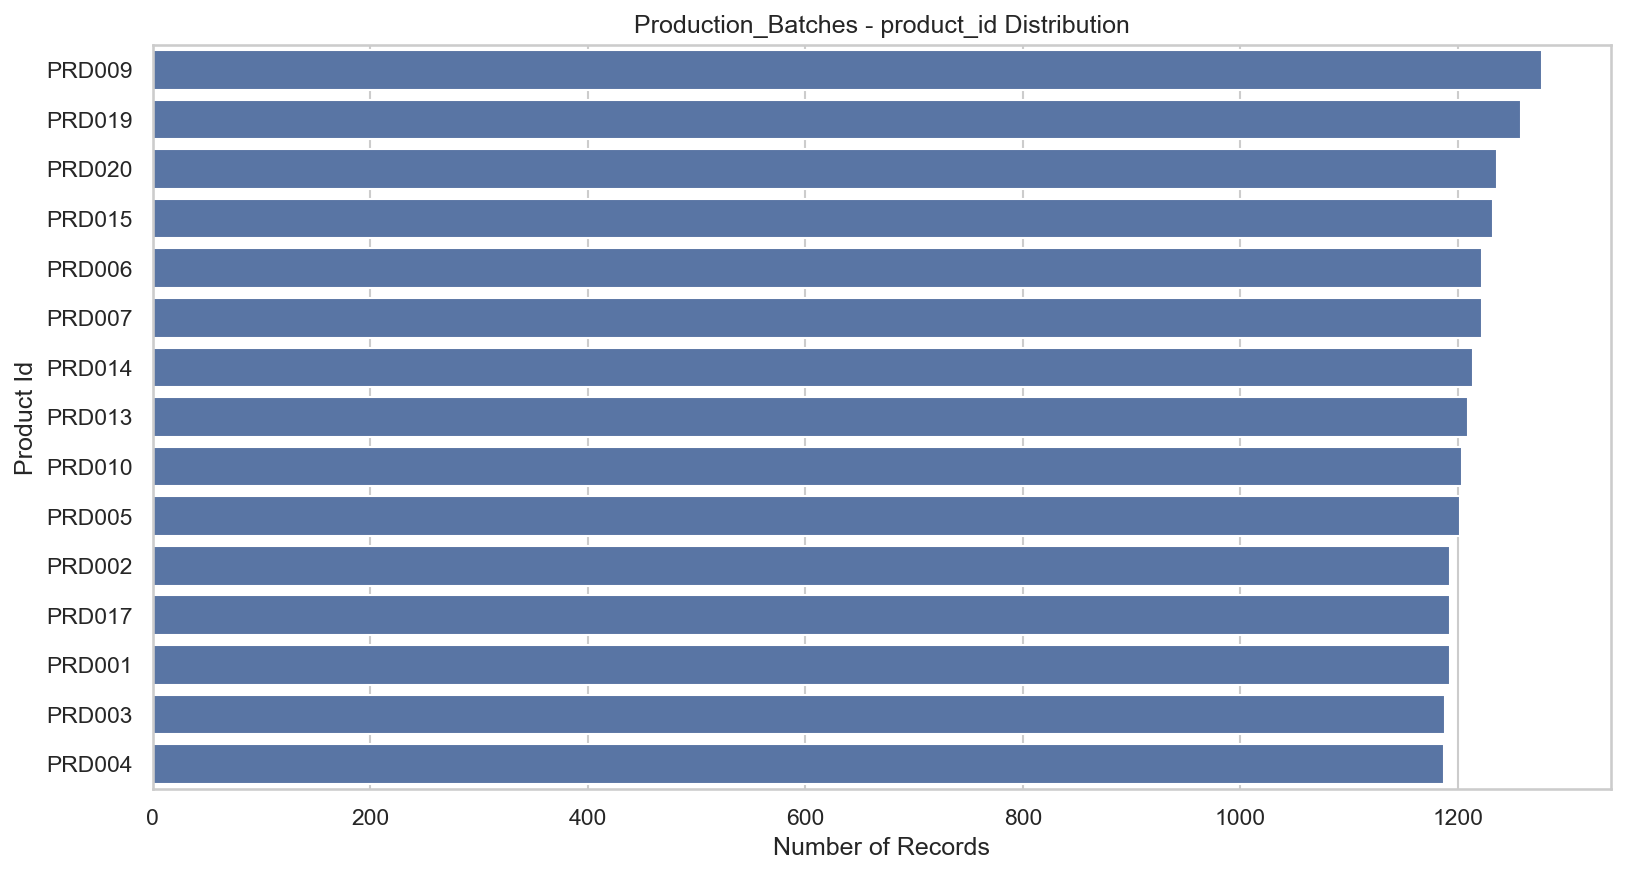 Production_Batches - product_id Distribution
Product Id
PRD009
PRD019
PRD020
PRD015
PRD006
PRD007
PRD014
PRD013
PRD010
PRD005
PRD002
PRD017
PRD001
PRD003
PRD004
0 200 400 600 800 1000 1200
Number of Records